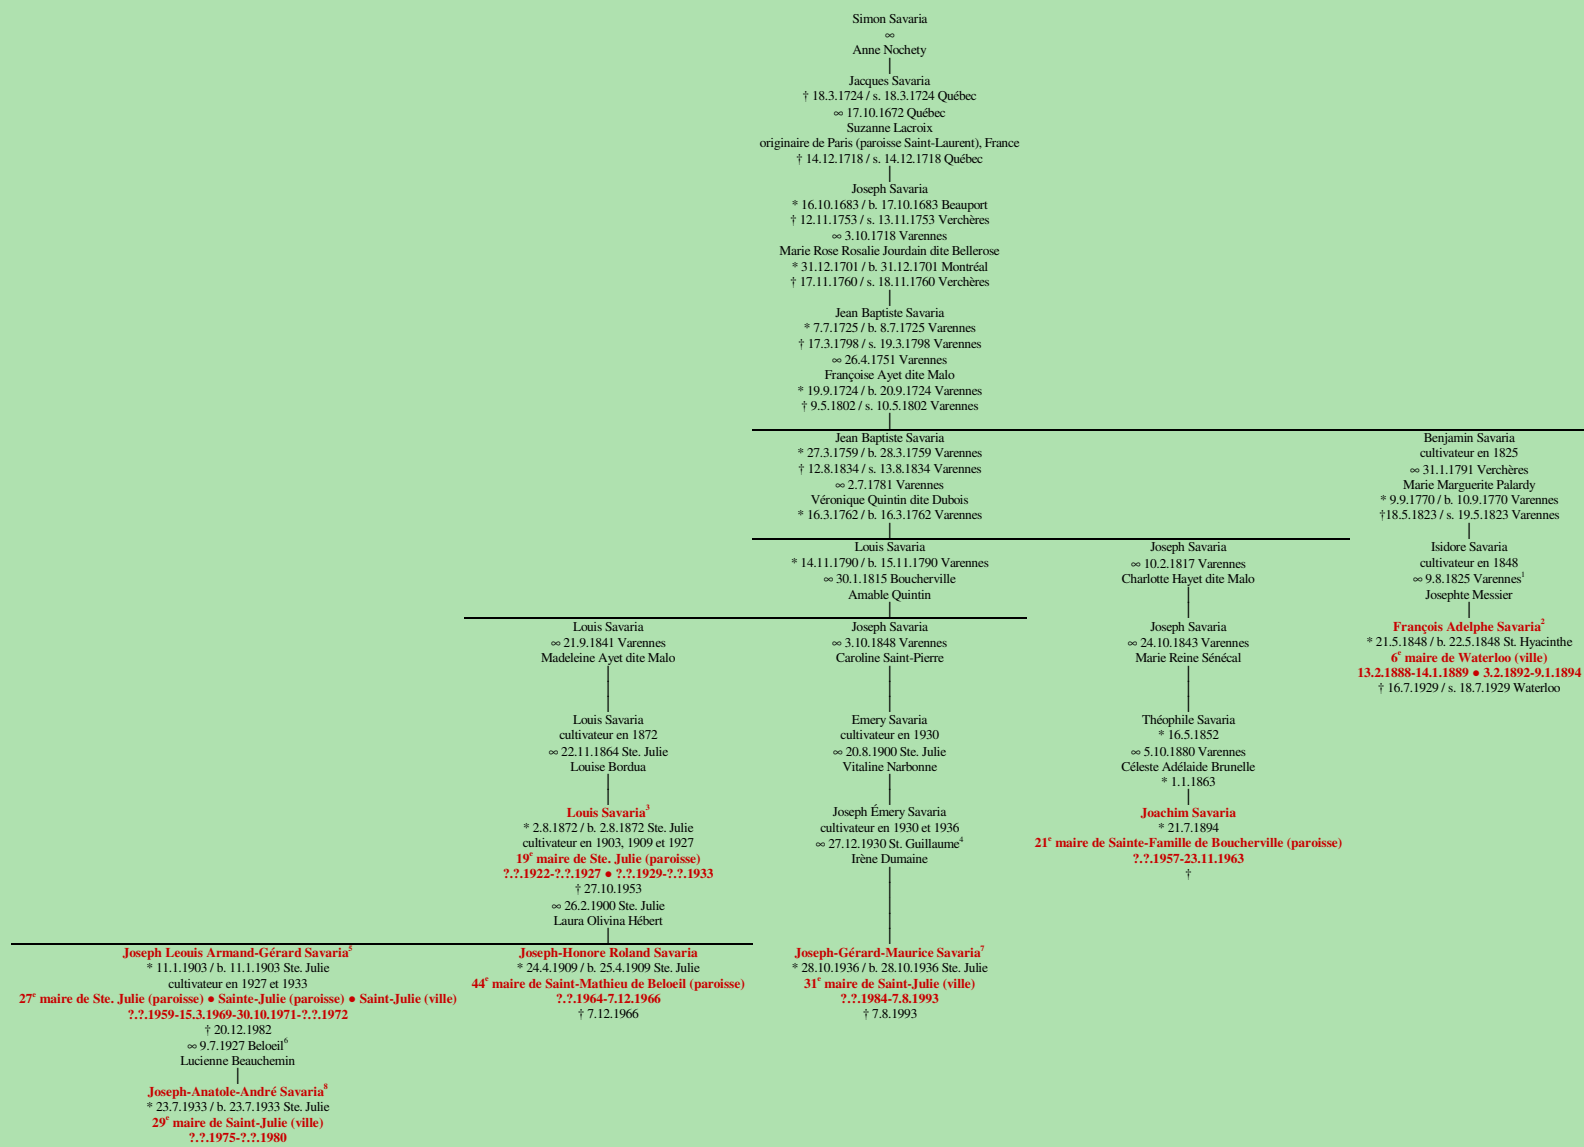 Simon Savaria
∞
Anne Nochety
Jacques Savaria
† 18.3.1724 / s. 18.3.1724 Québec
∞ 17.10.1672 Québec
Suzanne Lacroix
originaire de Paris (paroisse Saint-Laurent), France
† 14.12.1718 / s. 14.12.1718 Québec
Joseph Savaria
* 16.10.1683 / b. 17.10.1683 Beauport
† 12.11.1753 / s. 13.11.1753 Verchères
∞ 3.10.1718 Varennes
Marie Rose Rosalie Jourdain dite Bellerose
* 31.12.1701 / b. 31.12.1701 Montréal
† 17.11.1760 / s. 18.11.1760 Verchères
Jean Baptiste Savaria
* 7.7.1725 / b. 8.7.1725 Varennes
† 17.3.1798 / s. 19.3.1798 Varennes
∞ 26.4.1751 Varennes
Françoise Ayet dite Malo
* 19.9.1724 / b. 20.9.1724 Varennes
† 9.5.1802 / s. 10.5.1802 Varennes
Jean Baptiste Savaria
* 27.3.1759 / b. 28.3.1759 Varennes
† 12.8.1834 / s. 13.8.1834 Varennes
∞ 2.7.1781 Varennes
Véronique Quintin dite Dubois
* 16.3.1762 / b. 16.3.1762 Varennes
Benjamin Savaria
cultivateur en 1825
∞ 31.1.1791 Verchères
Marie Marguerite Palardy
* 9.9.1770 / b. 10.9.1770 Varennes
†18.5.1823 / s. 19.5.1823 Varennes
Louis Savaria
* 14.11.1790 / b. 15.11.1790 Varennes
∞ 30.1.1815 Boucherville
Amable Quintin
Joseph Savaria
∞ 10.2.1817 Varennes
Charlotte Hayet dite Malo
Isidore Savaria
cultivateur en 1848
∞ 9.8.1825 Varennes¹
Josephte Messier
Louis Savaria
∞ 21.9.1841 Varennes
Madeleine Ayet dite Malo
Joseph Savaria
∞ 3.10.1848 Varennes
Caroline Saint-Pierre
Joseph Savaria
∞ 24.10.1843 Varennes
Marie Reine Sénécal
François Adelphe Savaria²
* 21.5.1848 / b. 22.5.1848 St. Hyacinthe
6ᵉ maire de Waterloo (ville)
13.2.1888-14.1.1889 ● 3.2.1892-9.1.1894
† 16.7.1929 / s. 18.7.1929 Waterloo
Louis Savaria
cultivateur en 1872
∞ 22.11.1864 Ste. Julie
Louise Bordua
Emery Savaria
cultivateur en 1930
∞ 20.8.1900 Ste. Julie
Vitaline Narbonne
Théophile Savaria
* 16.5.1852
∞ 5.10.1880 Varennes
Céleste Adélaide Brunelle
* 1.1.1863
Louis Savaria³
* 2.8.1872 / b. 2.8.1872 Ste. Julie
cultivateur en 1903, 1909 et 1927
19ᵉ maire de Ste. Julie (paroisse)
?.?.1922-?.?.1927 ● ?.?.1929-?.?.1933
† 27.10.1953
∞ 26.2.1900 Ste. Julie
Laura Olivina Hébert
Joseph Émery Savaria
cultivateur en 1930 et 1936
∞ 27.12.1930 St. Guillaume⁴
Irène Dumaine
Joachim Savaria
* 21.7.1894
21ᵉ maire de Sainte-Famille de Boucherville (paroisse)
?.?.1957-23.11.1963
†
Joseph Leouis Armand-Gérard Savaria⁵
* 11.1.1903 / b. 11.1.1903 Ste. Julie
cultivateur en 1927 et 1933
27ᵉ maire de Ste. Julie (paroisse) ● Sainte-Julie (paroisse) ● Saint-Julie (ville)
?.?.1959-15.3.1969-30.10.1971-?.?.1972
† 20.12.1982
∞ 9.7.1927 Beloeil⁶
Lucienne Beauchemin
Joseph-Honore Roland Savaria
* 24.4.1909 / b. 25.4.1909 Ste. Julie
44ᵉ maire de Saint-Mathieu de Beloeil (paroisse)
?.?.1964-7.12.1966
† 7.12.1966
Joseph-Gérard-Maurice Savaria⁷
* 28.10.1936 / b. 28.10.1936 Ste. Julie
31ᵉ maire de Saint-Julie (ville)
?.?.1984-7.8.1993
† 7.8.1993
Joseph-Anatole-André Savaria⁸
* 23.7.1933 / b. 23.7.1933 Ste. Julie
29ᵉ maire de Saint-Julie (ville)
?.?.1975-?.?.1980